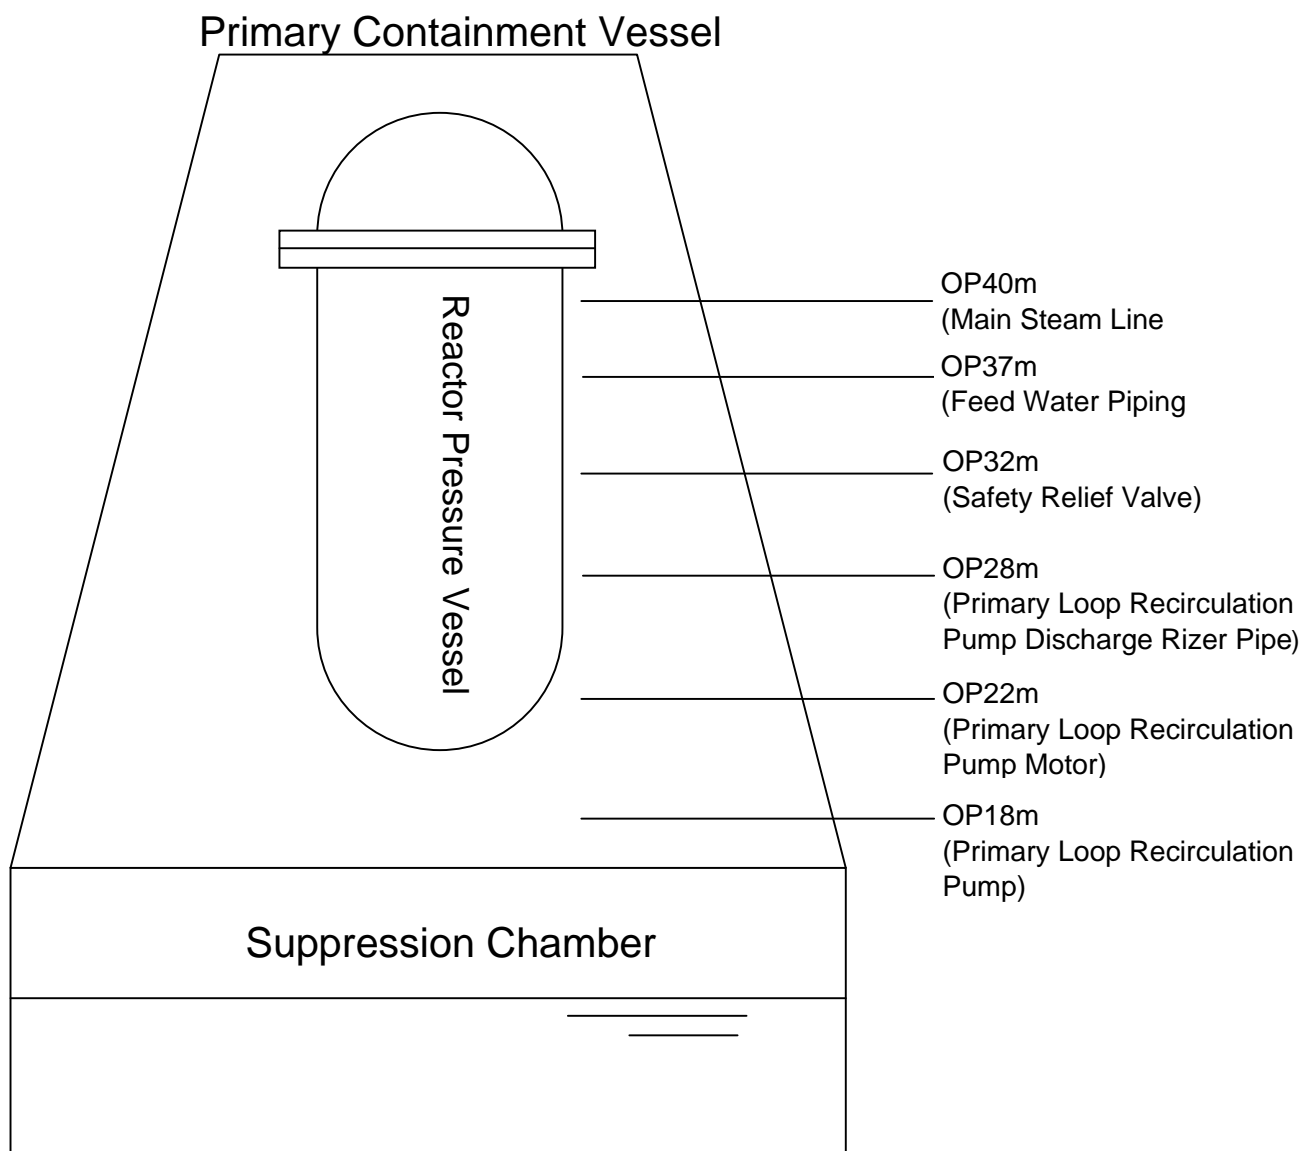 Primary Containment Vessel
Reactor Pressure Vessel
OP40m
(Main Steam Line
OP37m
(Feed Water Piping
OP32m
(Safety Relief Valve)
OP28m
(Primary Loop Recirculation
Pump Discharge Rizer Pipe)
OP22m
(Primary Loop Recirculation
Pump Motor)
OP18m
(Primary Loop Recirculation
Pump)
Suppression Chamber